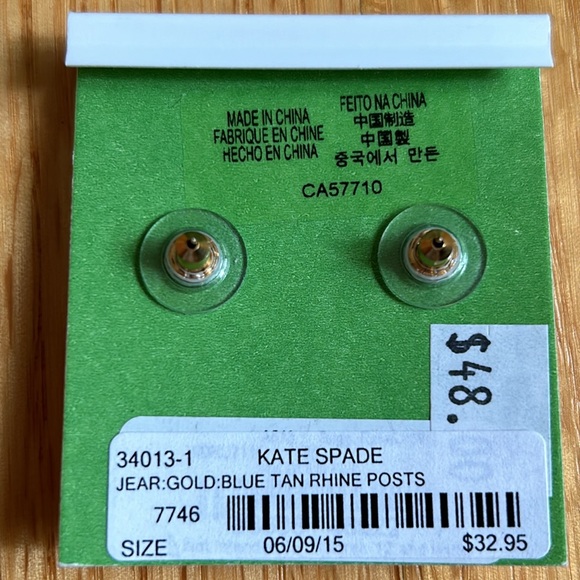 MADE IN CHINA
FABRIQUE EN CHINE
HECHO EN CHINA
FEITO NA CHINA
中国制造
中國製
중국에서 만든
CA57710
$48.00
34013-1 KATE SPADE
JEAR:GOLD:BLUE TAN RHINE POSTS
7746
SIZE 06/09/15 $32.95